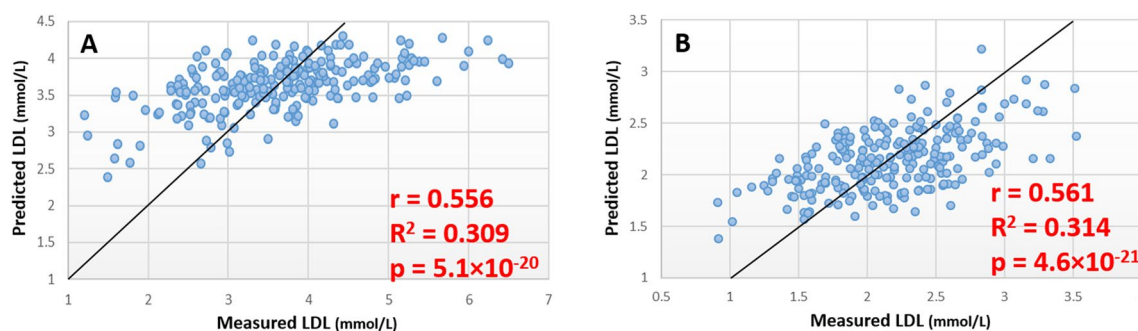 A
Predicted LDL (mmol/L)
4.5
4
3.5
3
2.5
2
1.5
1
1 2 3 4 5 6 7
Measured LDL (mmol/L)
r = 0.556
R² = 0.309
p = 5.1×10⁻²⁰
B
Predicted LDL (mmol/L)
3.5
3
2.5
2
1.5
1
0.5 1 1.5 2 2.5 3 3.5 4
Measured LDL (mmol/L)
r = 0.561
R² = 0.314
p = 4.6×10⁻²¹